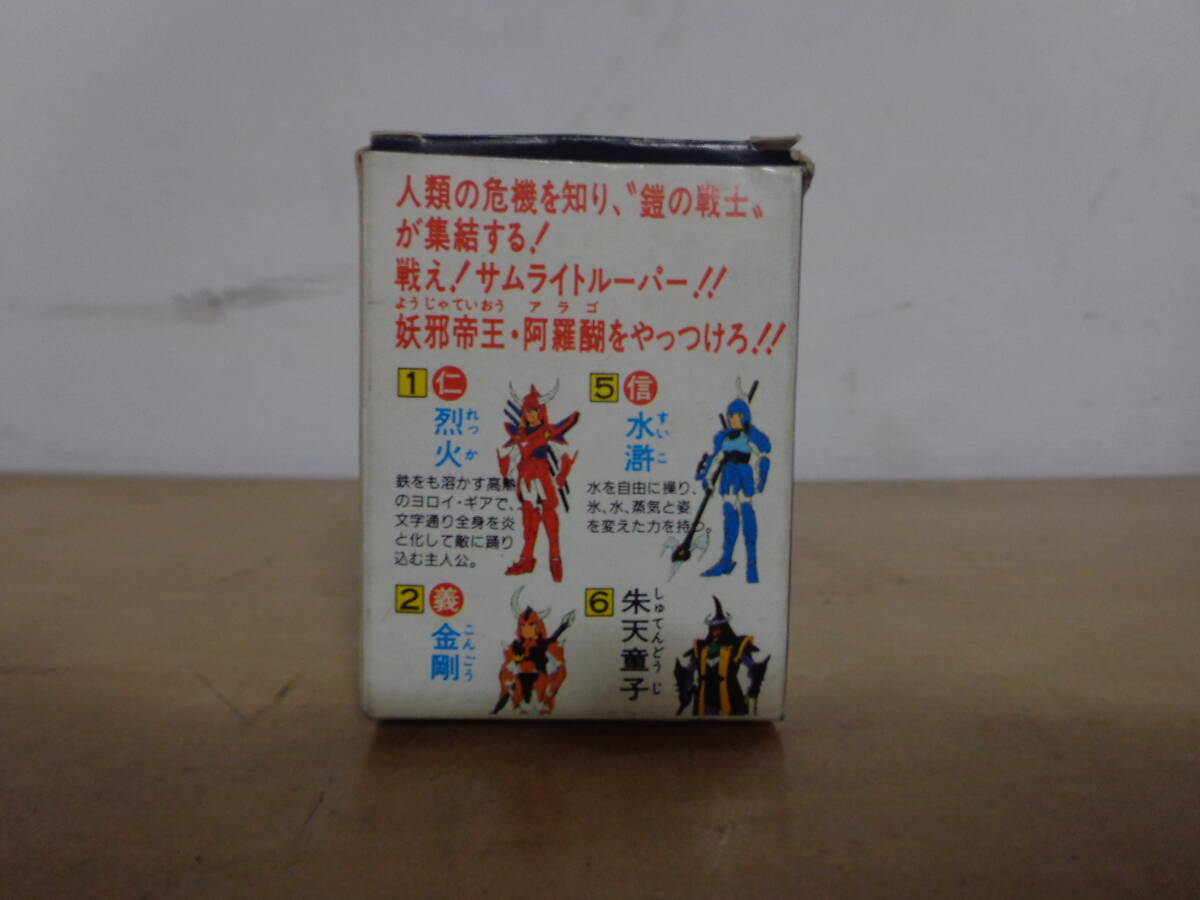 人類の危機を知り、〝鎧の戦士〟
が集結する!
戦え!サムライトルーパー!!
ようじゃていおう アラゴ
妖邪帝王・阿羅醐をやっつけろ!!
1 仁
烈火
れっか
鉄をも溶かす高熱
のヨロイ・ギアで、
文字通り全身を炎
と化して敵に踊り
込む主人公。
2 義
金剛
こんごう
5 信
水滸
すいこ
水を自由に操り、
氷、水、蒸気と姿
を変えた力を持つ。
6 朱天童子
しゅてんどうじ